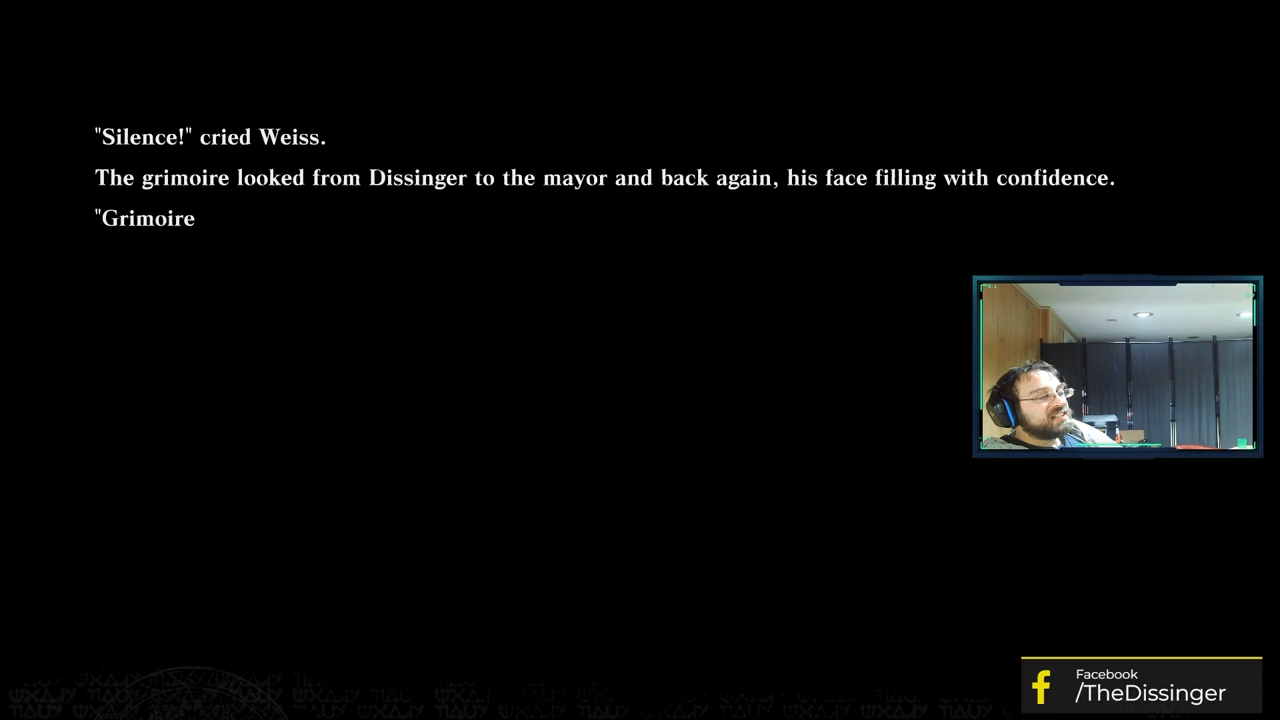 "Silence!" cried Weiss.
The grimoire looked from Dissinger to the mayor and back again, his face filling with confidence.
"Grimoire
Facebook
/TheDissinger